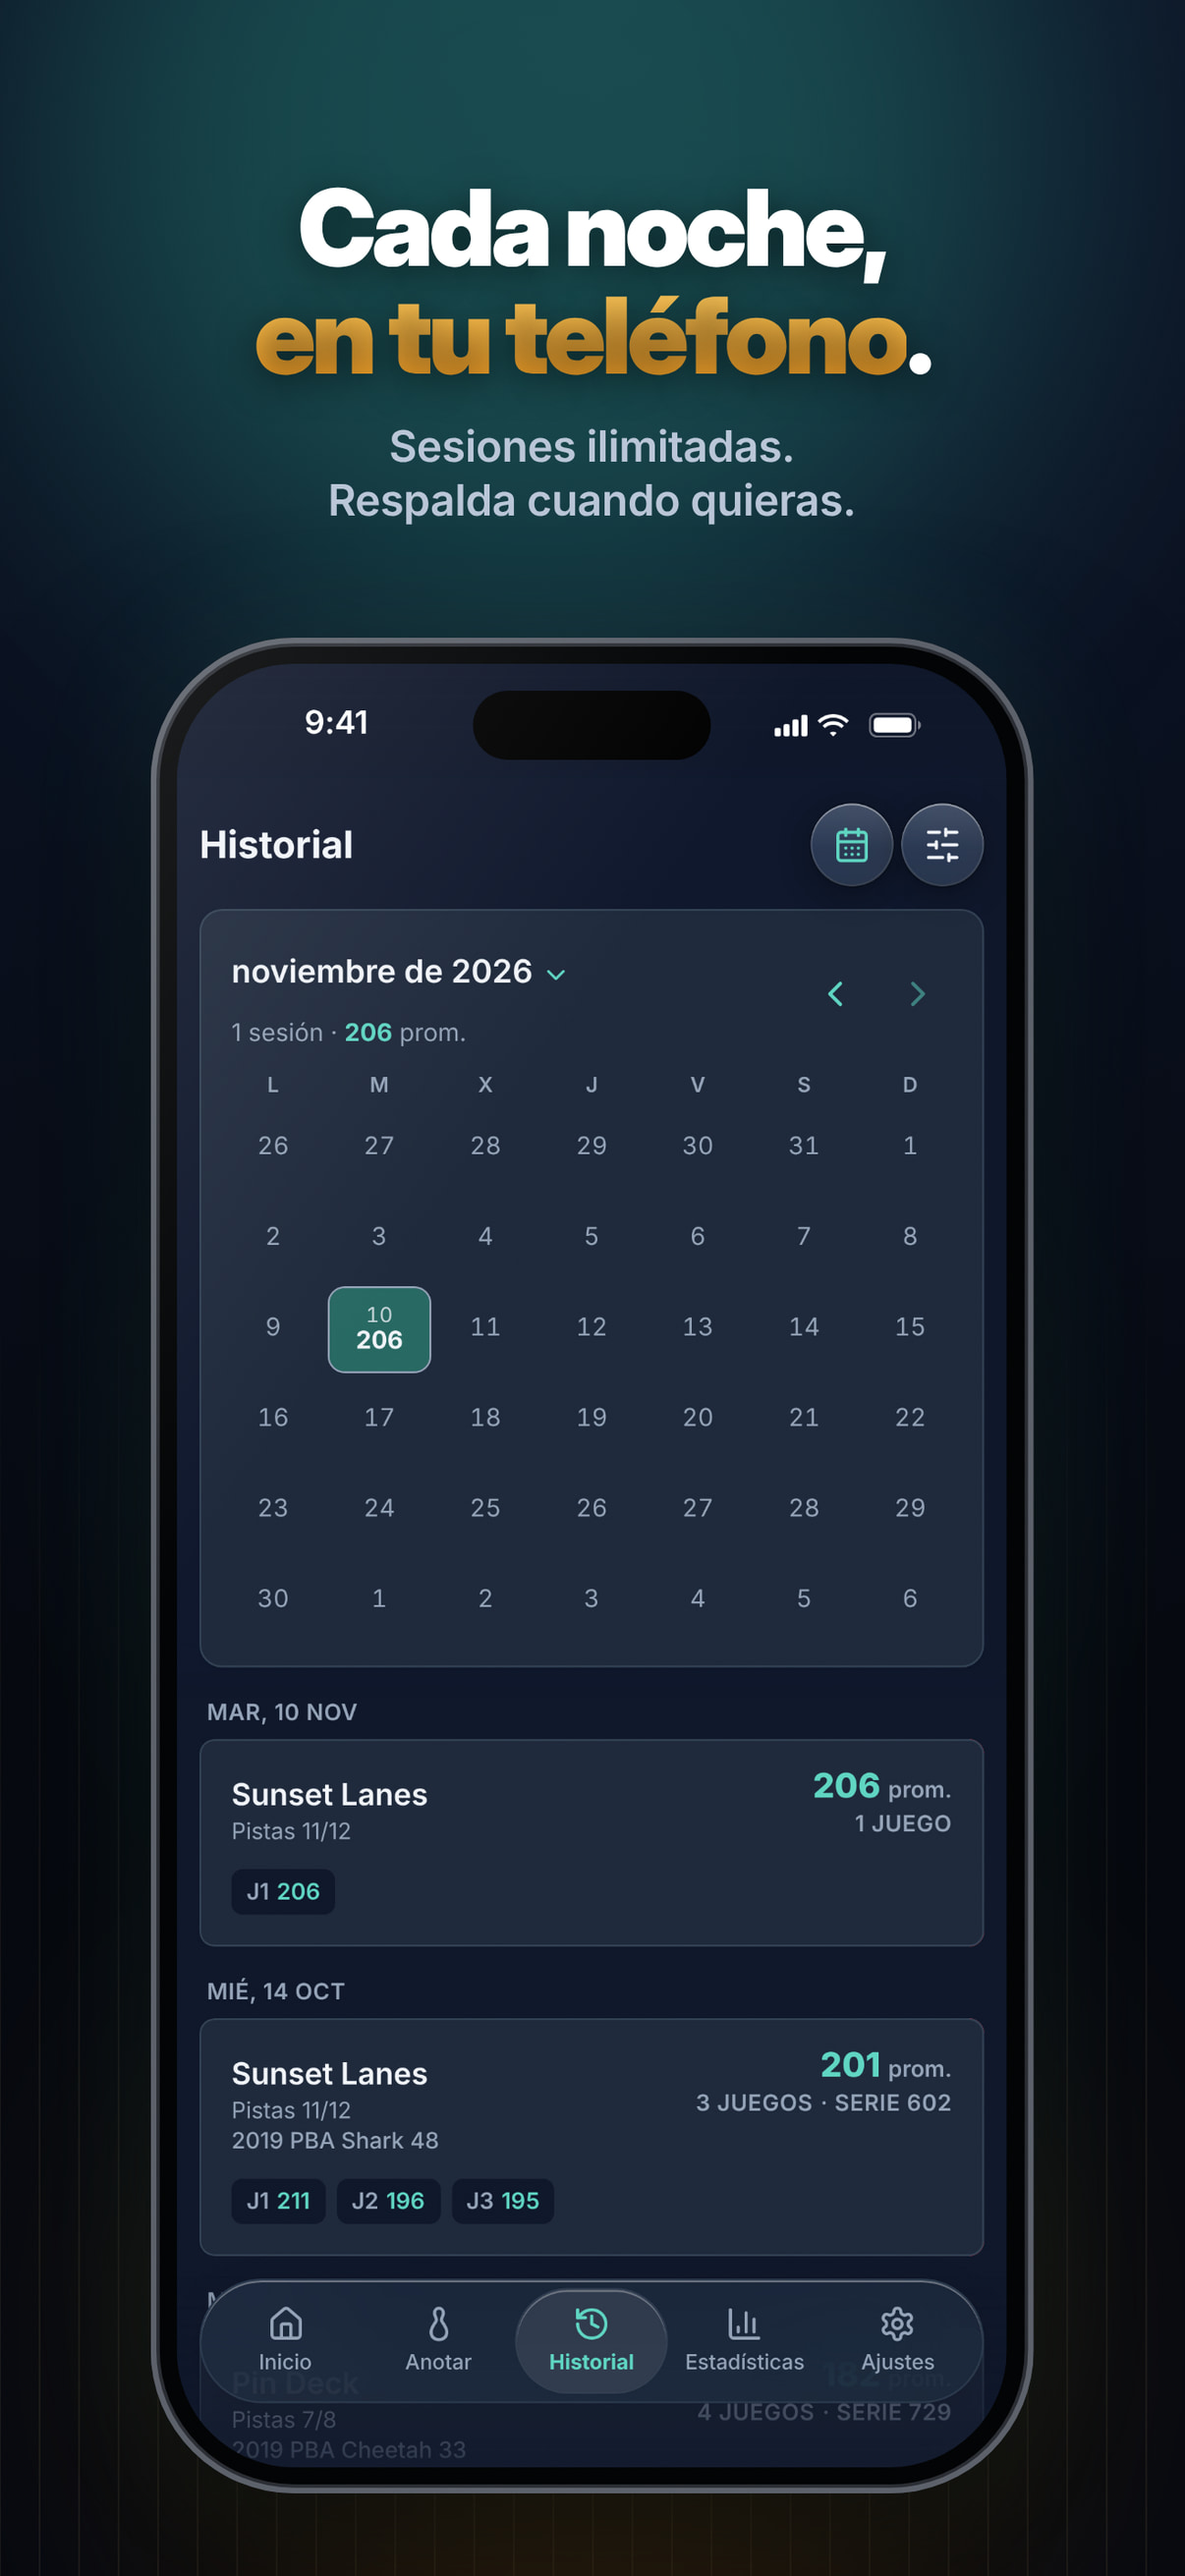 Cada noche,
en tu teléfono.
Sesiones ilimitadas.
Respalda cuando quieras.
9:41
Historial
noviembre de 2026
1 sesión · 206 prom.
L M X J V S D
26 27 28 29 30 31 1
2 3 4 5 6 7 8
9 10 11 12 13 14 15
206
16 17 18 19 20 21 22
23 24 25 26 27 28 29
30 1 2 3 4 5 6
MAR, 10 NOV
Sunset Lanes
206 prom.
Pistas 11/12
1 JUEGO
J1 206
MIÉ, 14 OCT
Sunset Lanes
201 prom.
Pistas 11/12
3 JUEGOS · SERIE 602
2019 PBA Shark 48
J1 211 J2 196 J3 195
Inicio Anotar Historial Estadísticas Ajustes
Pin Deck
182 prom.
Pistas 7/8
4 JUEGOS · SERIE 729
2019 PBA Cheetah 33